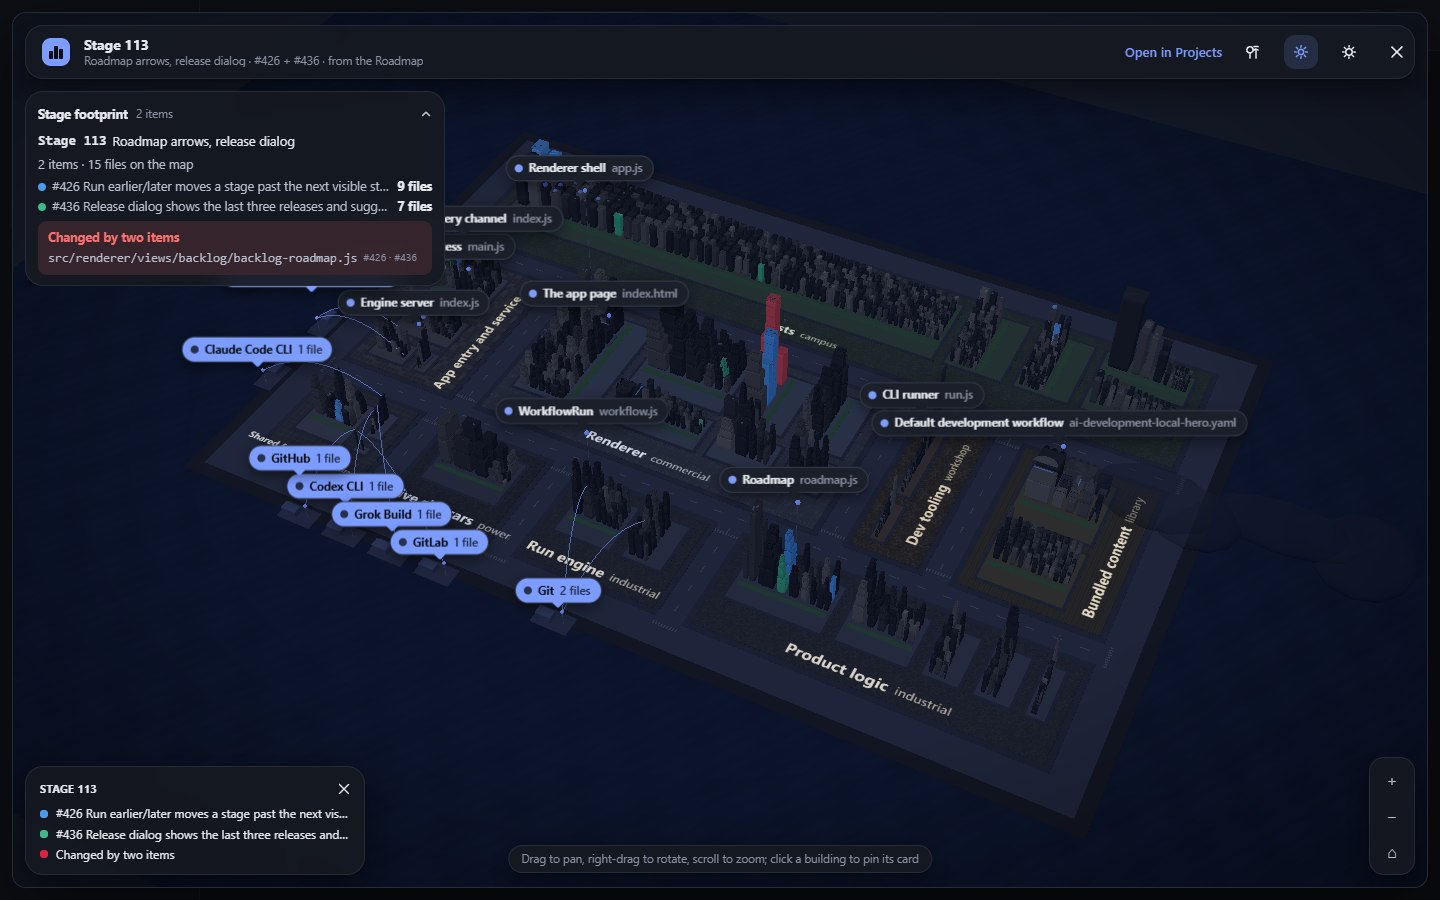 Stage 113
Roadmap arrows, release dialog · #426 + #436 · from the Roadmap
Open in Projects
Stage footprint 2 items
Stage 113 Roadmap arrows, release dialog
2 items · 15 files on the map
#426 Run earlier/later moves a stage past the next visible st... 9 files
#436 Release dialog shows the last three releases and sugg... 7 files
Changed by two items
src/renderer/views/backlog/backlog-roadmap.js #426 · #436
Renderer shell app.js
ery channel index.js
ess main.js
Engine server index.js
The app page index.html
App entry and service
sts campus
Claude Code CLI 1 file
CLI runner run.js
WorkflowRun workflow.js
Default development workflow ai-development-local-hero.yaml
Shared
Renderer commercial
GitHub 1 file
Codex CLI 1 file
Roadmap roadmap.js
Dev tooling workshop
Grok Build 1 file
ars power
GitLab 1 file
Run engine industrial
Bundled content library
Git 2 files
Product logic industrial
STAGE 113
#426 Run earlier/later moves a stage past the next vis...
#436 Release dialog shows the last three releases and...
Changed by two items
Drag to pan, right-drag to rotate, scroll to zoom; click a building to pin its card